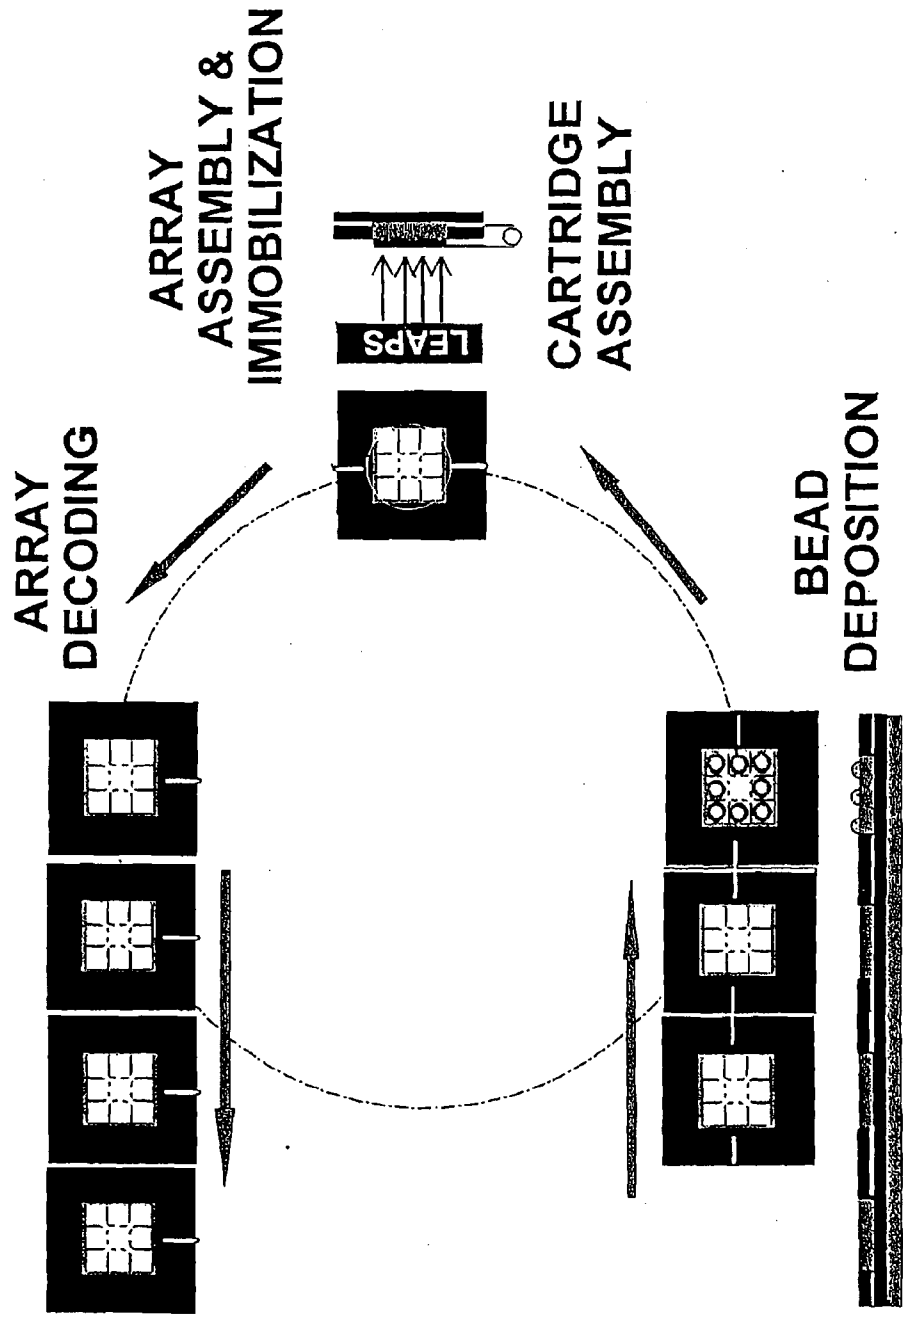 ARRAY
DECODING
ARRAY
ASSEMBLY &
IMMOBILIZATION
LEAPS
CARTRIDGE
ASSEMBLY
BEAD
DEPOSITION